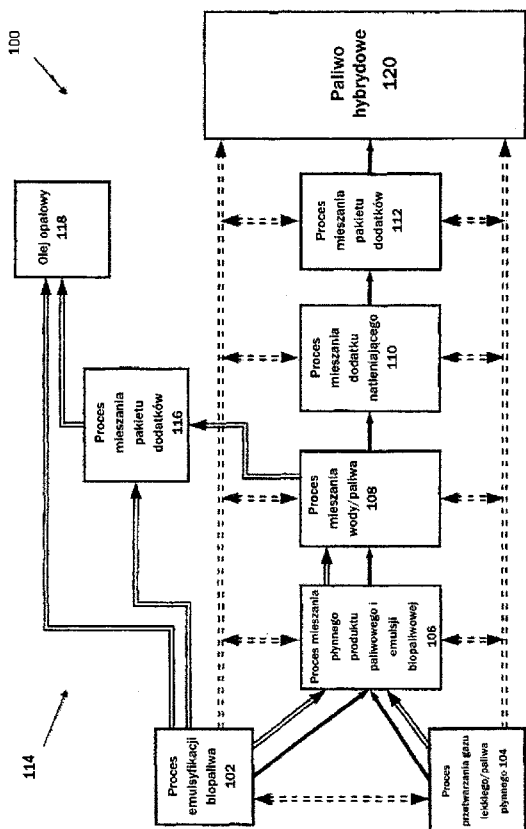 100
114
Olej opałowy
118
Proces
mieszania
pakietu
dodatków
116
Paliwo
hybrydowe
120
Proces
mieszania
pakietu
dodatków
112
Proces
mieszania
dodatku
natleniającego
110
Proces
mieszania
wody/paliwa
108
Proces mieszania
płynnego
produktu
paliwowego i
emulsji
biopaliwowej
106
Proces
emulsyfikacji
biopaliwa
102
Proces
przetwarzania gazu
lekkiego/paliwa
płynnego 104